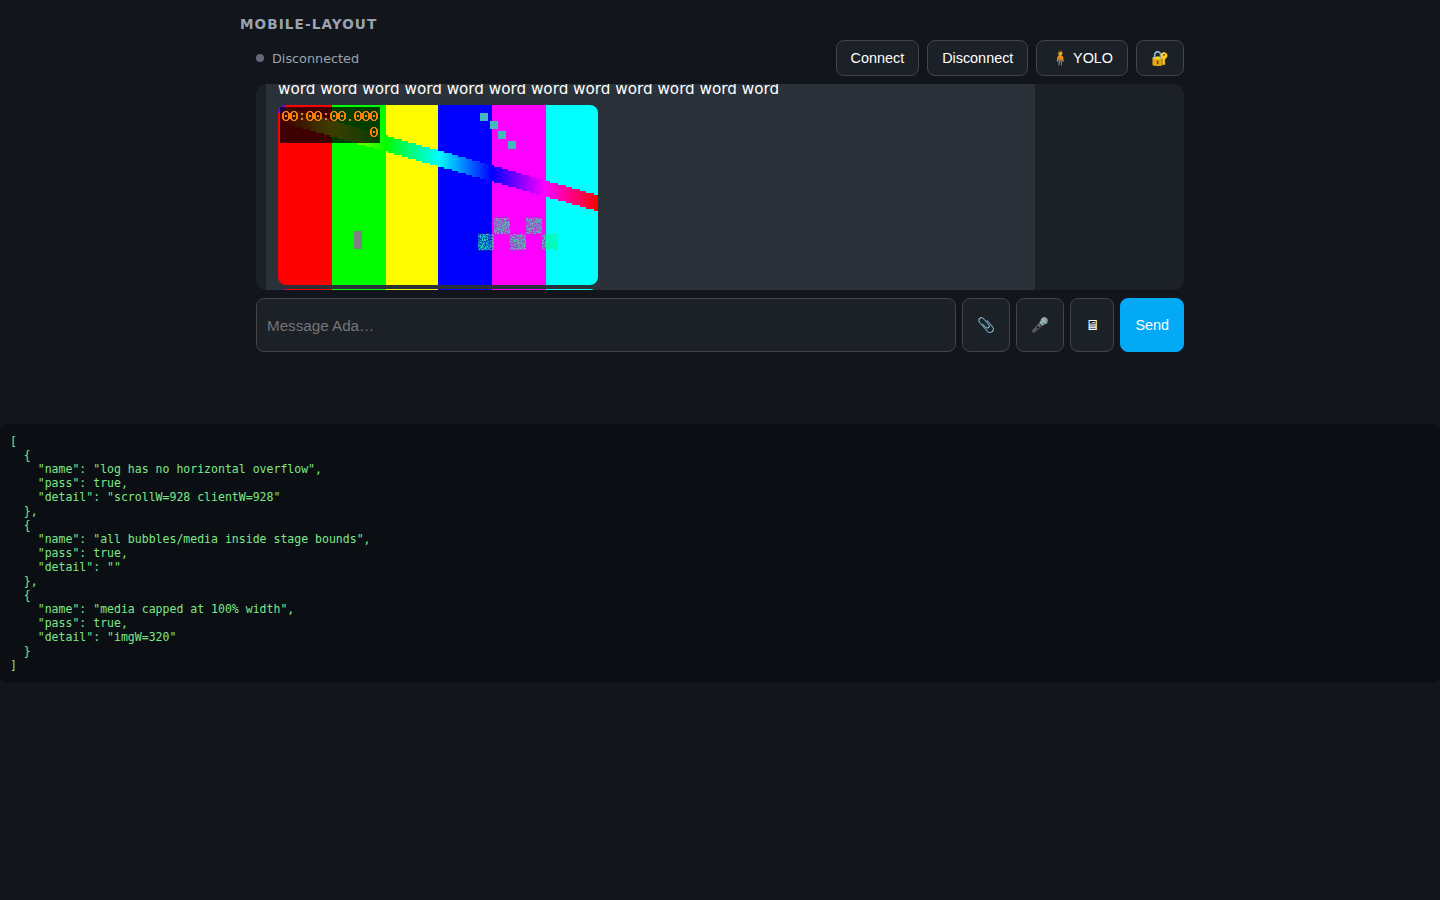 MOBILE-LAYOUT
Disconnected
Connect
Disconnect
YOLO
word word word word word word word word word word word word
00:00:00.000
0
Message Ada…
Send
[
  {
    "name": "log has no horizontal overflow",
    "pass": true,
    "detail": "scrollW=928 clientW=928"
  },
  {
    "name": "all bubbles/media inside stage bounds",
    "pass": true,
    "detail": ""
  },
  {
    "name": "media capped at 100% width",
    "pass": true,
    "detail": "imgW=320"
  }
]